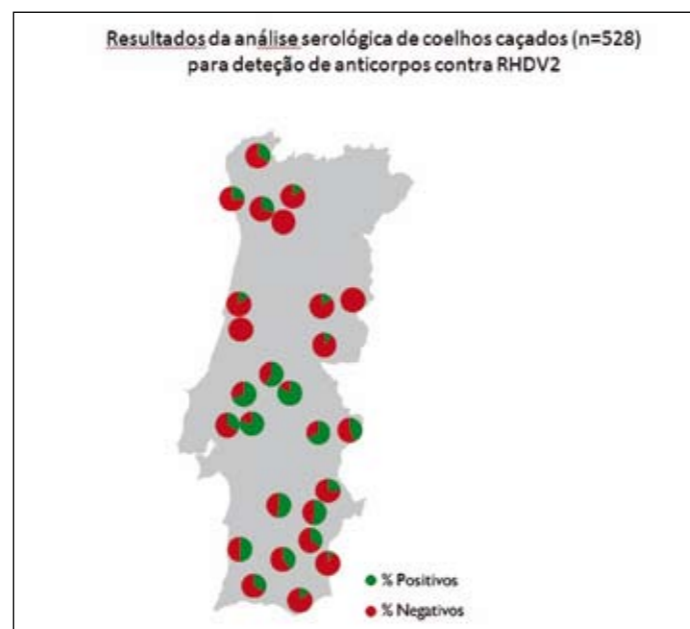 Resultados da análise serológica de coelhos caçados (n=528)
para deteção de anticorpos contra RHDV2
% Positivos
% Negativos